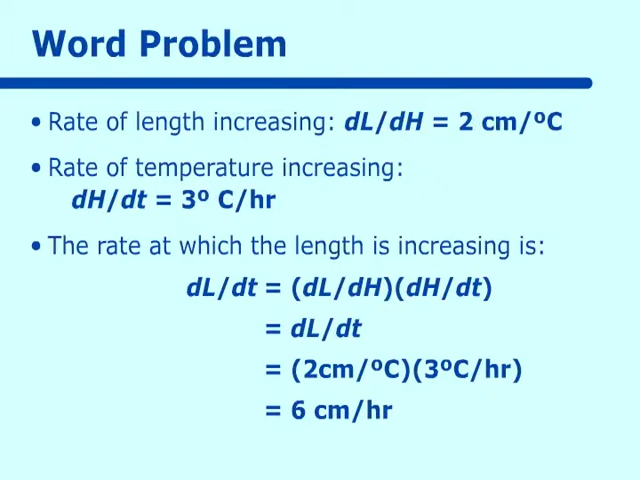 Word Problem
• Rate of length increasing: dL/dH = 2 cm/ºC
• Rate of temperature increasing:
dH/dt = 3º C/hr
• The rate at which the length is increasing is:
dL/dt = (dL/dH)(dH/dt)
= dL/dt
= (2cm/ºC)(3ºC/hr)
= 6 cm/hr